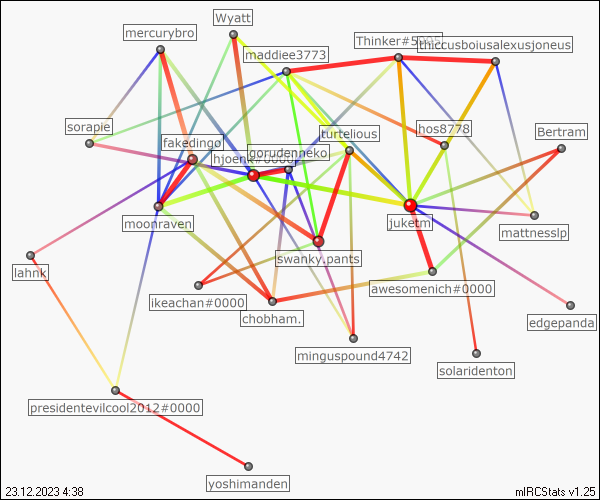 Wyatt
mercurybro
Thinker#5
thiccusboiusalexusjoneus
maddiee3773
sorapie
fakedingo
hjoenk
gorudenneko
turtelious
hos8778
Bertram
moonraven
juketm
mattnesslp
swanky.pants
lahnk
ikeachan#0000
awesomenich#0000
chobham.
edgepanda
minguspound4742
solaridenton
presidentevilcool2012#0000
yoshimanden
23.12.2023 4:38
mIRCStats v1.25